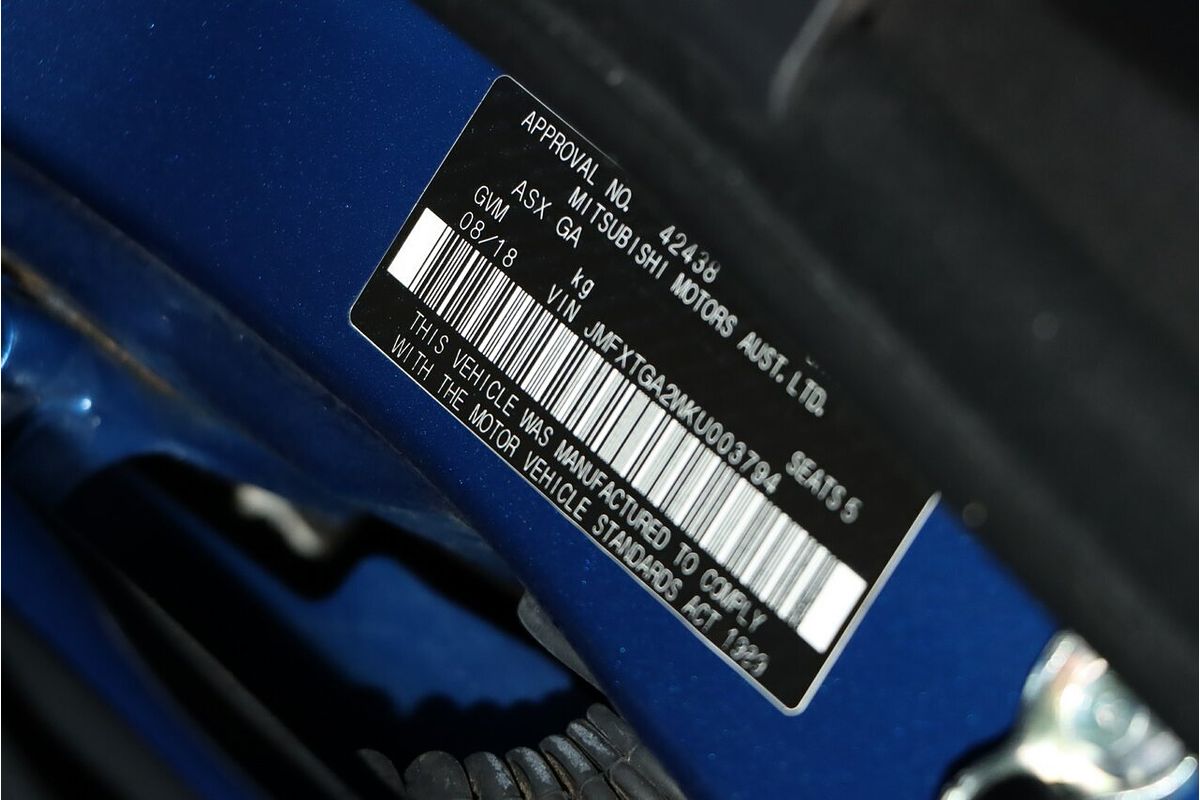 APPROVAL NO. 42438
MITSUBISHI MOTORS AUST. LTD.
ASX GA
GVM kg SEATS 5
08/18 VIN JMFXTGA2WKU003794
THIS VEHICLE WAS MANUFACTURED TO COMPLY
WITH THE MOTOR VEHICLE STANDARDS ACT 1989